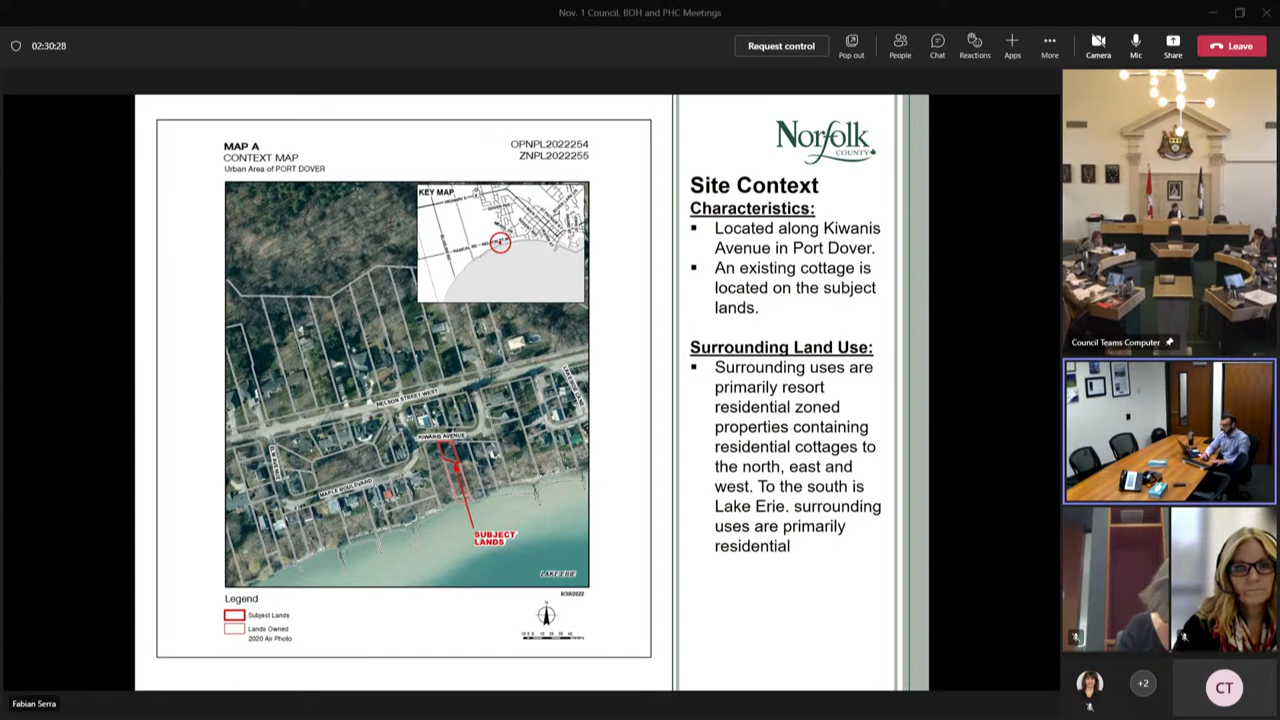 Nov. 1 Council, BOH and PHC Meetings
02:30:28
Request control
Pop out
People
Chat
Reactions
Apps
More
Camera
Mic
Share
Leave
MAP A
CONTEXT MAP
Urban Area of PORT DOVER
OPNPL2022254
ZNPL2022255
KEY MAP
NELSON STREET WEST
KIWANIS AVENUE
MAPLE BOULEVARD
SUBJECT
LANDS
LAKE ERIE
8/30/2022
Legend
Subject Lands
Lands Owned
2020 Air Photo
N
Norfolk
COUNTY
Site Context
Characteristics:
▪ Located along Kiwanis
Avenue in Port Dover.
▪ An existing cottage is
located on the subject
lands.
Surrounding Land Use:
▪ Surrounding uses are
primarily resort
residential zoned
properties containing
residential cottages to
the north, east and
west. To the south is
Lake Erie. surrounding
uses are primarily
residential
Council Teams Computer
+2
CT
Fabian Serra